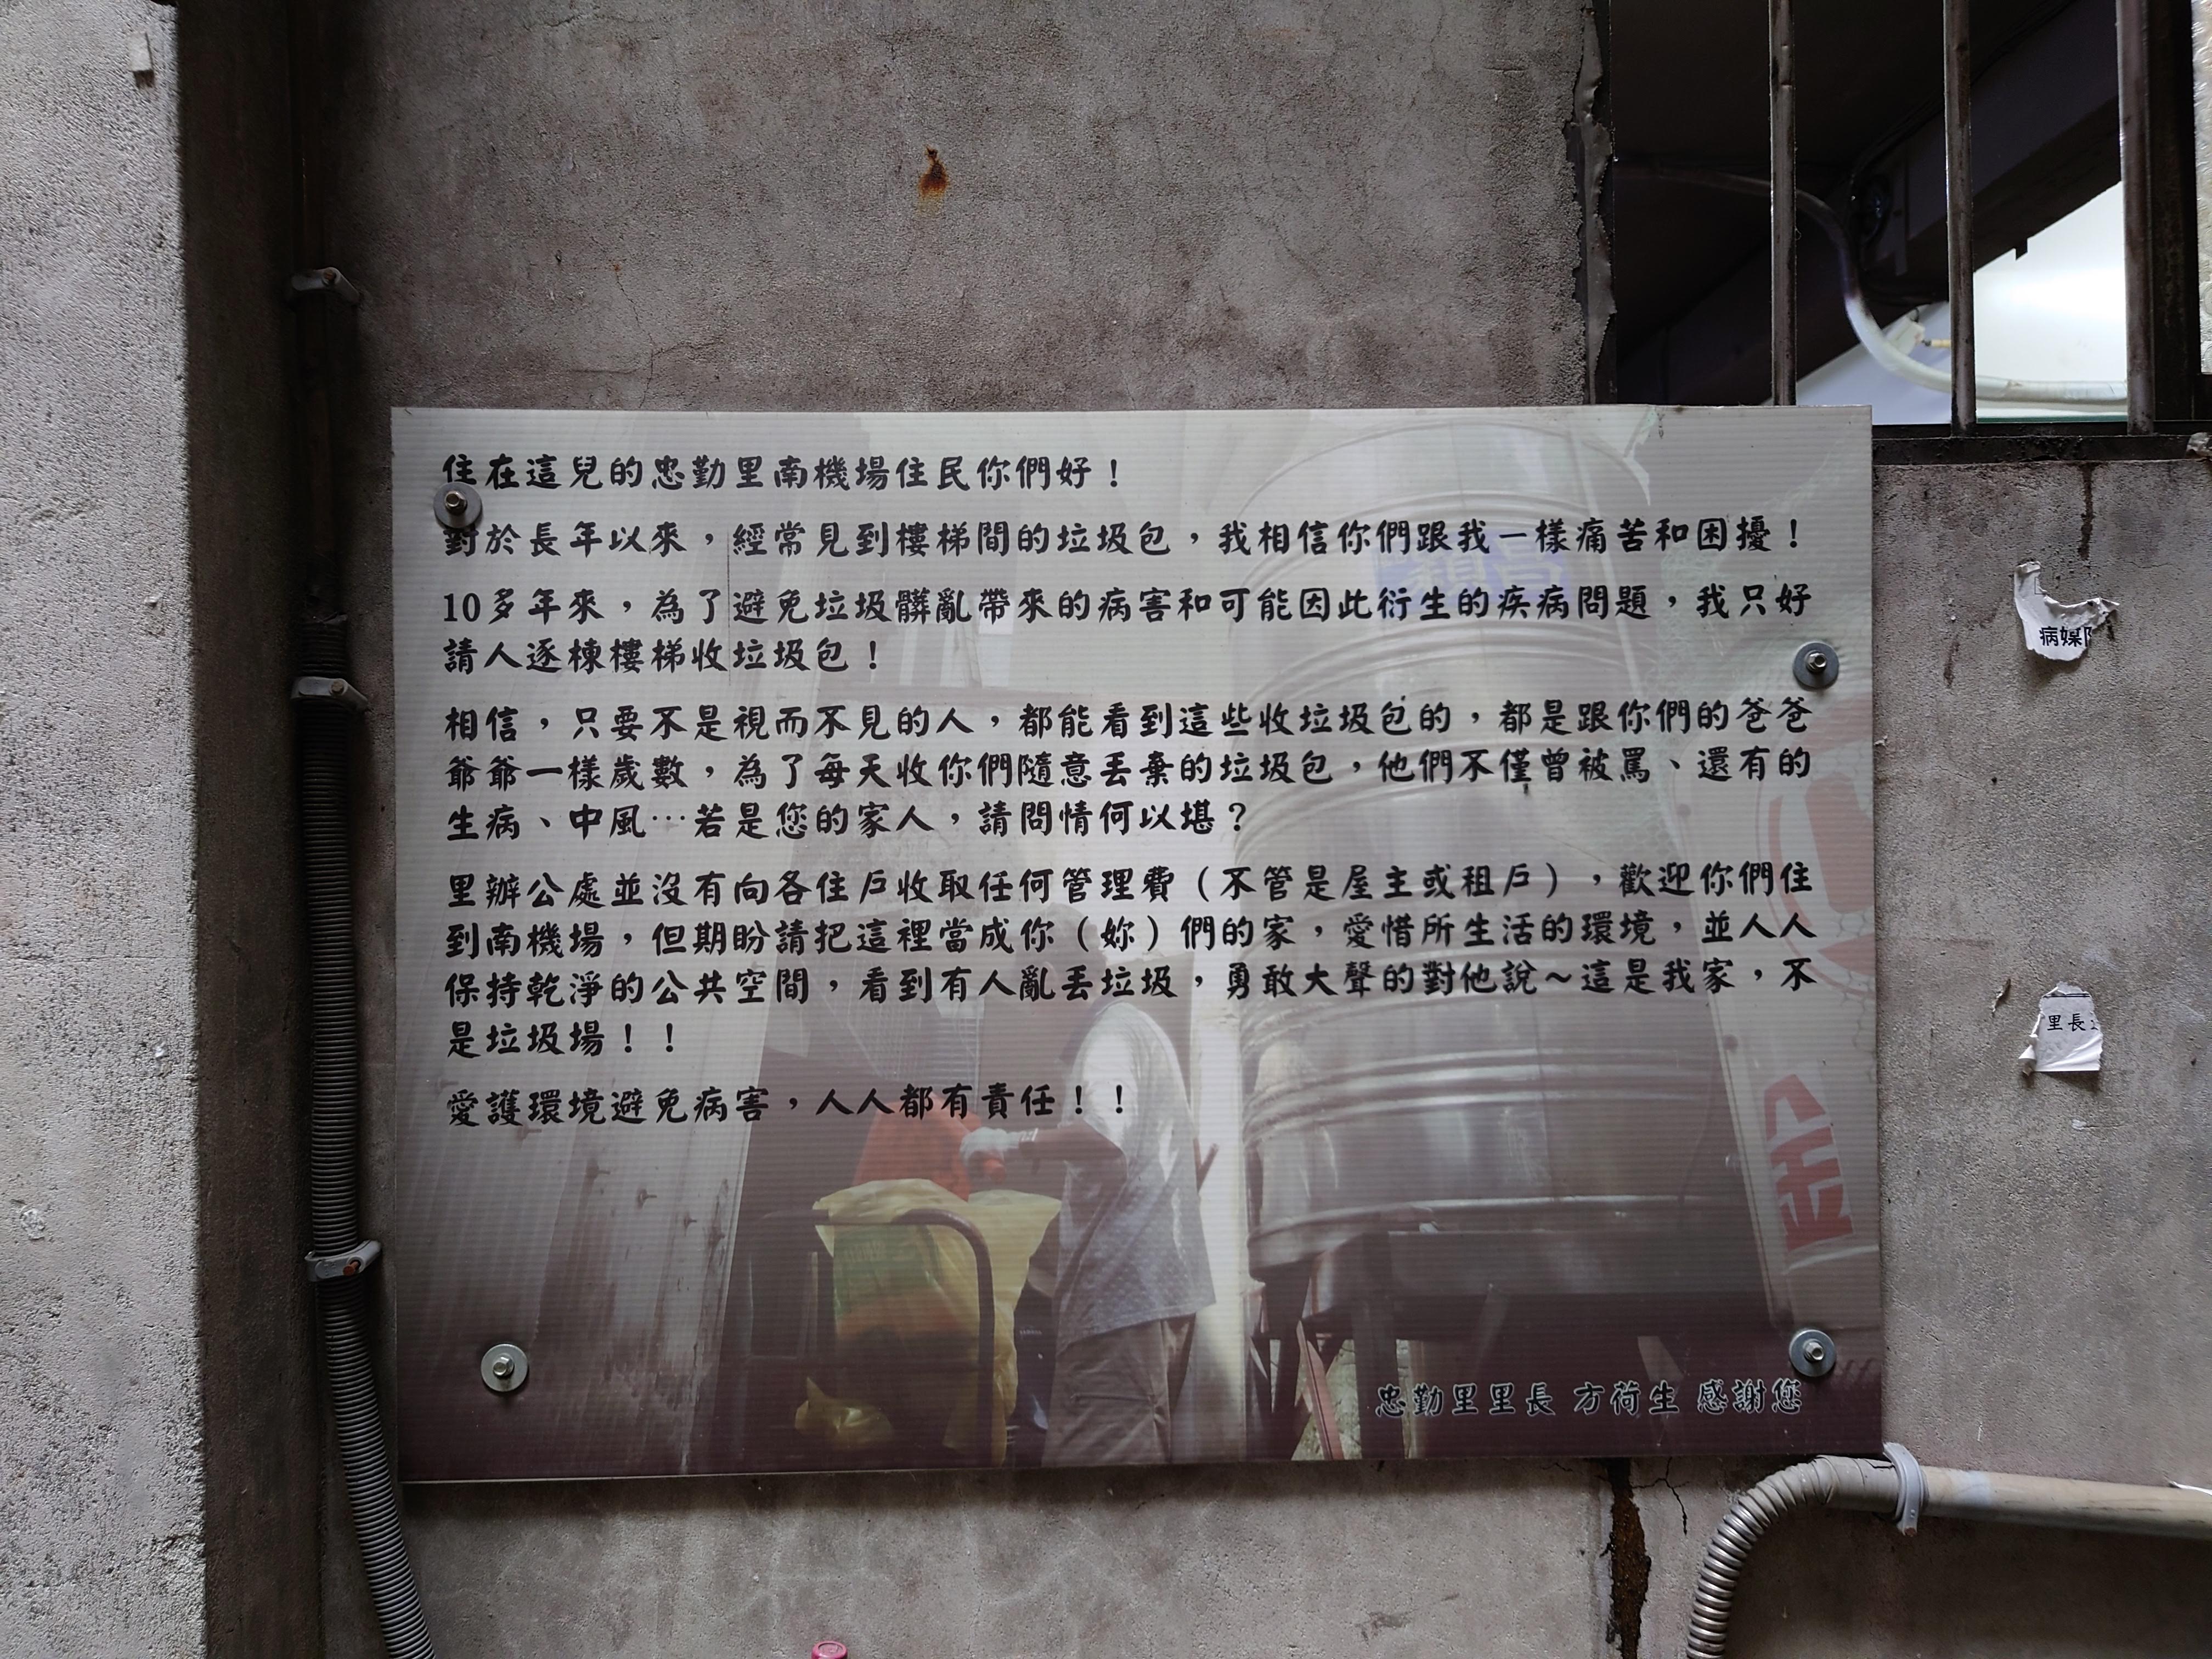 住在這兒的忠勤里南機場住民你們好！
對於長年以來，經常見到樓梯間的垃圾包，我相信你們跟我一樣痛苦和困擾！
10多年來，為了避免垃圾髒亂帶來的病害和可能因此衍生的疾病問題，我只好
請人逐棟樓梯收垃圾包！
相信，只要不是視而不見的人，都能看到這些收垃圾包的，都是跟你們的爸爸
爺爺一樣歲數，為了每天收你們隨意丟棄的垃圾包，他們不僅曾被罵、還有的
生病、中風…若是您的家人，請問情何以堪？
里辦公處並沒有向各住戶收取任何管理費（不管是屋主或租戶），歡迎你們住
到南機場，但期盼請把這裡當成你（妳）們的家，愛惜所生活的環境，並人人
保持乾淨的公共空間，看到有人亂丟垃圾，勇敢大聲的對他說～這是我家，不
是垃圾場！！
愛護環境避免病害，人人都有責任！！
忠勤里里長 方荷生 感謝您
病媒
里長